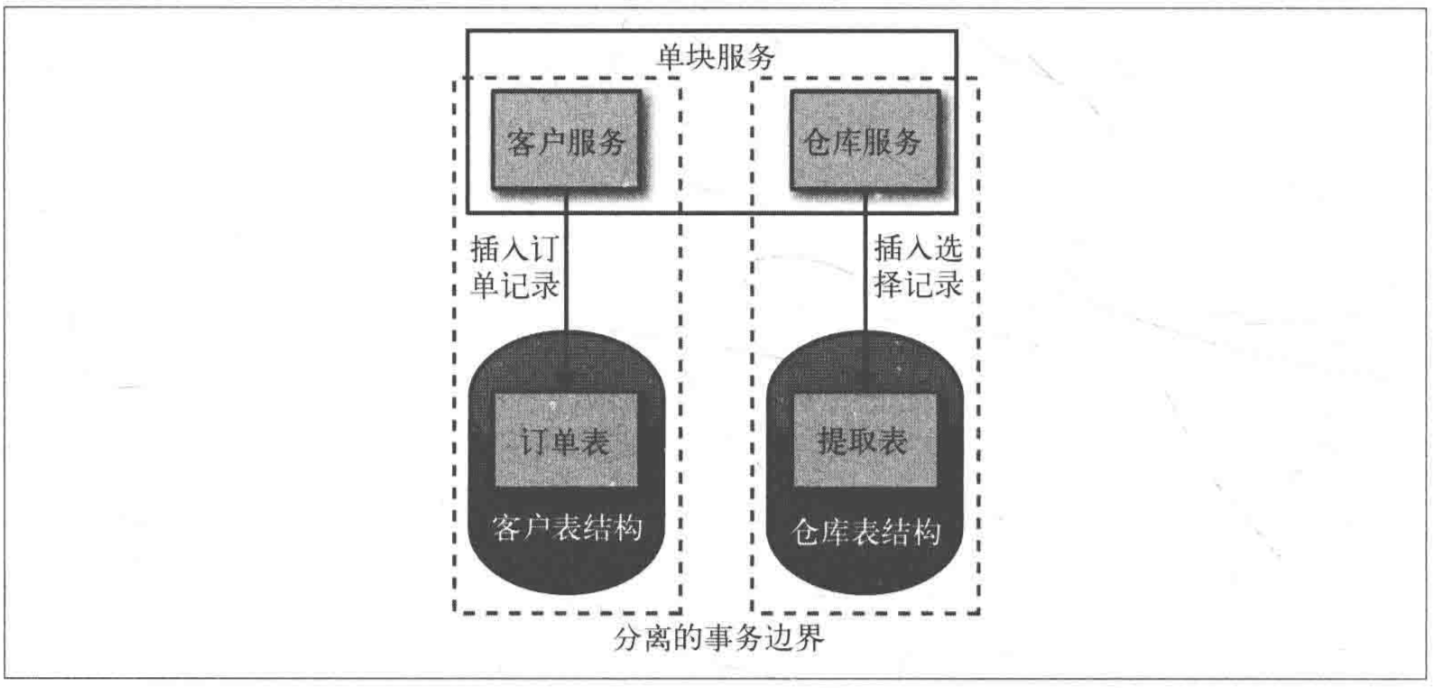 单块服务
客户服务
仓库服务
插入订
单记录
插入选
择记录
订单表
提取表
客户表结构
仓库表结构
分离的事务边界